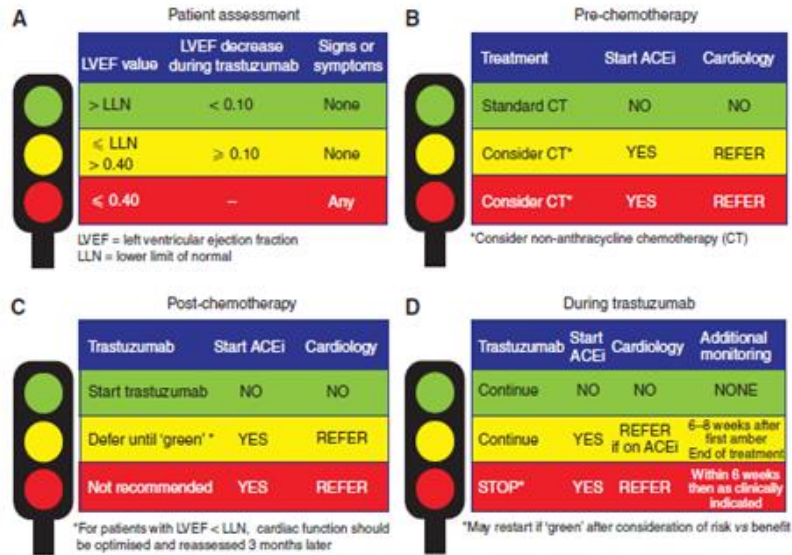 A
Patient assessment
LVEF value
LVEF decrease
during trastuzumab
Signs or
symptoms
> LLN
< 0.10
None
⩽ LLN
> 0.40
⩾ 0.10
None
⩽ 0.40
–
Any
LVEF = left ventricular ejection fraction
LLN = lower limit of normal
B
Pre-chemotherapy
Treatment
Start ACEi
Cardiology
Standard CT
NO
NO
Consider CT*
YES
REFER
Consider CT*
YES
REFER
*Consider non-anthracycline chemotherapy (CT)
C
Post-chemotherapy
Trastuzumab
Start ACEi
Cardiology
Start trastuzumab
NO
NO
Defer until ‘green’ *
YES
REFER
Not recommended
YES
REFER
*For patients with LVEF < LLN, cardiac function should
be optimised and reassessed 3 months later
D
During trastuzumab
Trastuzumab
Start
ACEi
Cardiology
Additional
monitoring
Continue
NO
NO
NONE
Continue
YES
REFER
if on ACEi
6–8 weeks after
first amber
End of treatment
STOP*
YES
REFER
Within 6 weeks
then as clinically
indicated
*May restart if ‘green’ after consideration of risk vs benefit